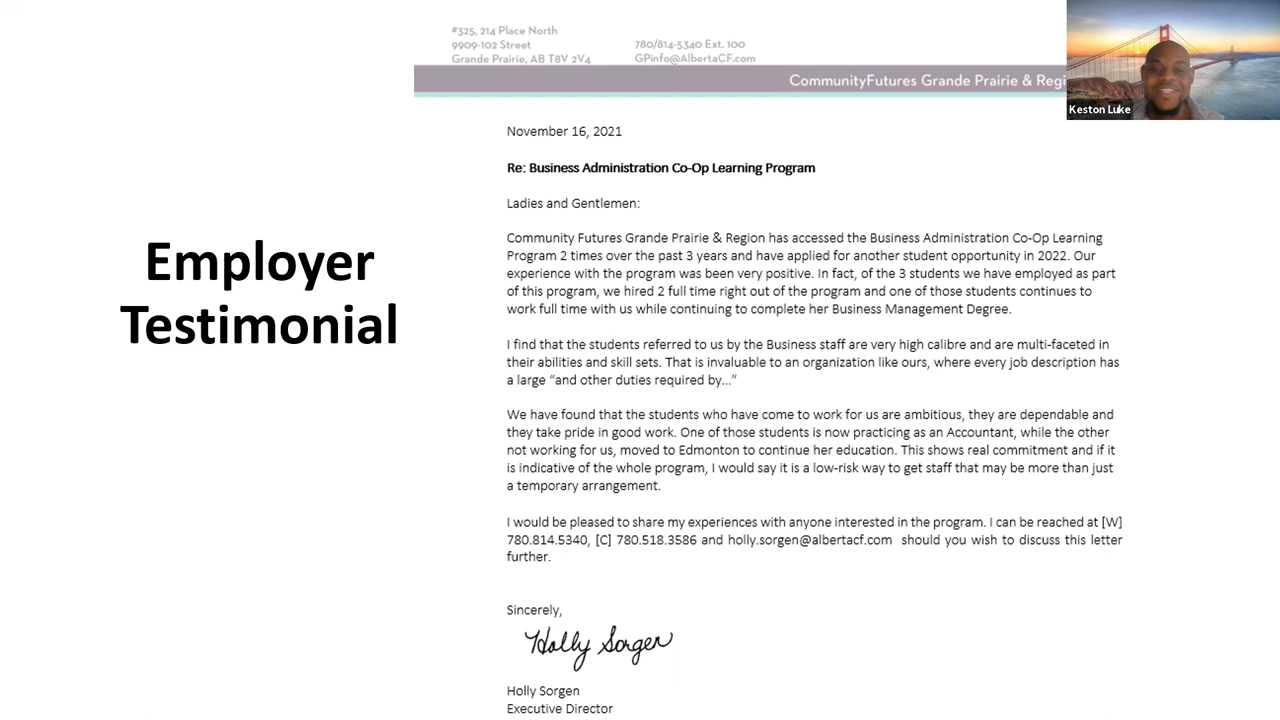 #325, 214 Place North
9909-102 Street
Grande Prairie, AB T8V 2V4
780/814-5340 Ext. 100
GPinfo@AlbertaCF.com
CommunityFutures Grande Prairie & Regi
Keston Luke
Employer
Testimonial
November 16, 2021
Re: Business Administration Co-Op Learning Program
Ladies and Gentlemen:
Community Futures Grande Prairie & Region has accessed the Business Administration Co-Op Learning
Program 2 times over the past 3 years and have applied for another student opportunity in 2022. Our
experience with the program was been very positive. In fact, of the 3 students we have employed as part
of this program, we hired 2 full time right out of the program and one of those students continues to
work full time with us while continuing to complete her Business Management Degree.
I find that the students referred to us by the Business staff are very high calibre and are multi-faceted in
their abilities and skill sets. That is invaluable to an organization like ours, where every job description has
a large “and other duties required by…”
We have found that the students who have come to work for us are ambitious, they are dependable and
they take pride in good work. One of those students is now practicing as an Accountant, while the other
not working for us, moved to Edmonton to continue her education. This shows real commitment and if it
is indicative of the whole program, I would say it is a low-risk way to get staff that may be more than just
a temporary arrangement.
I would be pleased to share my experiences with anyone interested in the program. I can be reached at [W]
780.814.5340, [C] 780.518.3586 and holly.sorgen@albertacf.com should you wish to discuss this letter
further.
Sincerely,
Holly Sorgen
Holly Sorgen
Executive Director